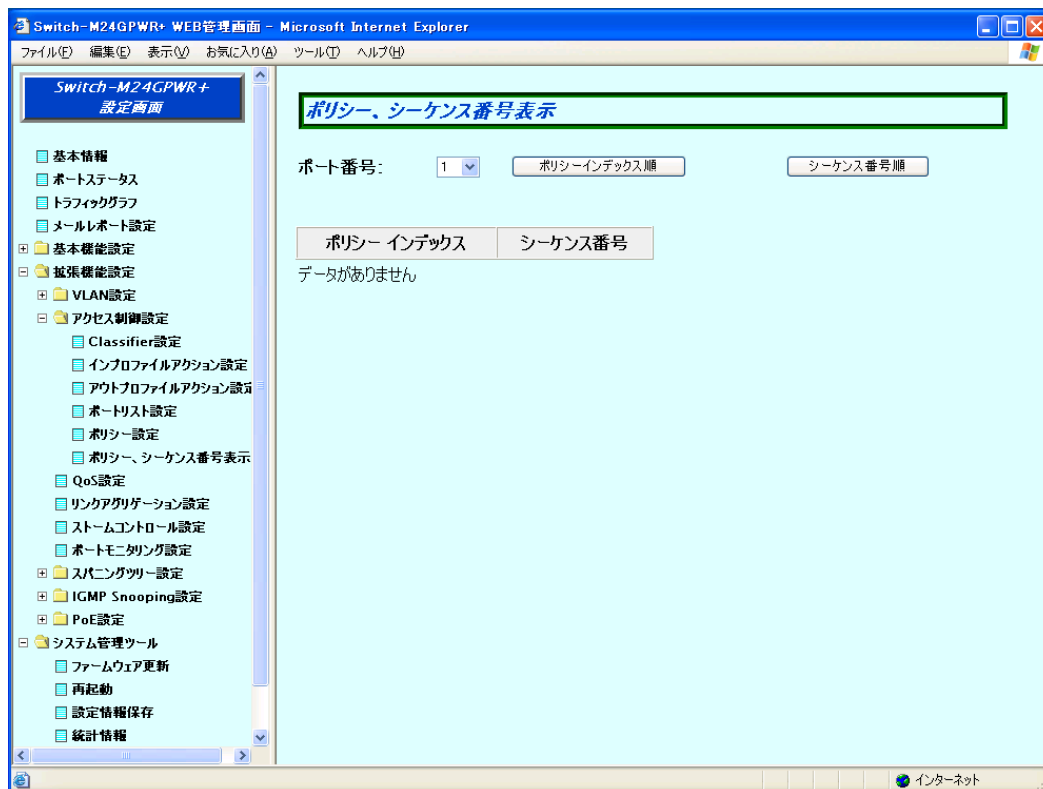 Switch-M24GPWR+ WEB管理画面 - Microsoft Internet Explorer
ファイル(F) 編集(E) 表示(V) お気に入り(A) ツール(T) ヘルプ(H)
Switch-M24GPWR+
設定画面
基本情報
ポートステータス
トラフィックグラフ
メールレポート設定
基本機能設定
拡張機能設定
VLAN設定
アクセス制御設定
Classifier設定
インプロファイルアクション設定
アウトプロファイルアクション設定
ポートリスト設定
ポリシー設定
ポリシー、シーケンス番号表示
QoS設定
リンクアグリゲーション設定
ストームコントロール設定
ポートモニタリング設定
スパニングツリー設定
IGMP Snooping設定
PoE設定
システム管理ツール
ファームウェア更新
再起動
設定情報保存
統計情報
ポリシー、シーケンス番号表示
ポート番号: 1 ポリシーインデックス順 シーケンス番号順
ポリシー インデックス シーケンス番号
データがありません
インターネット